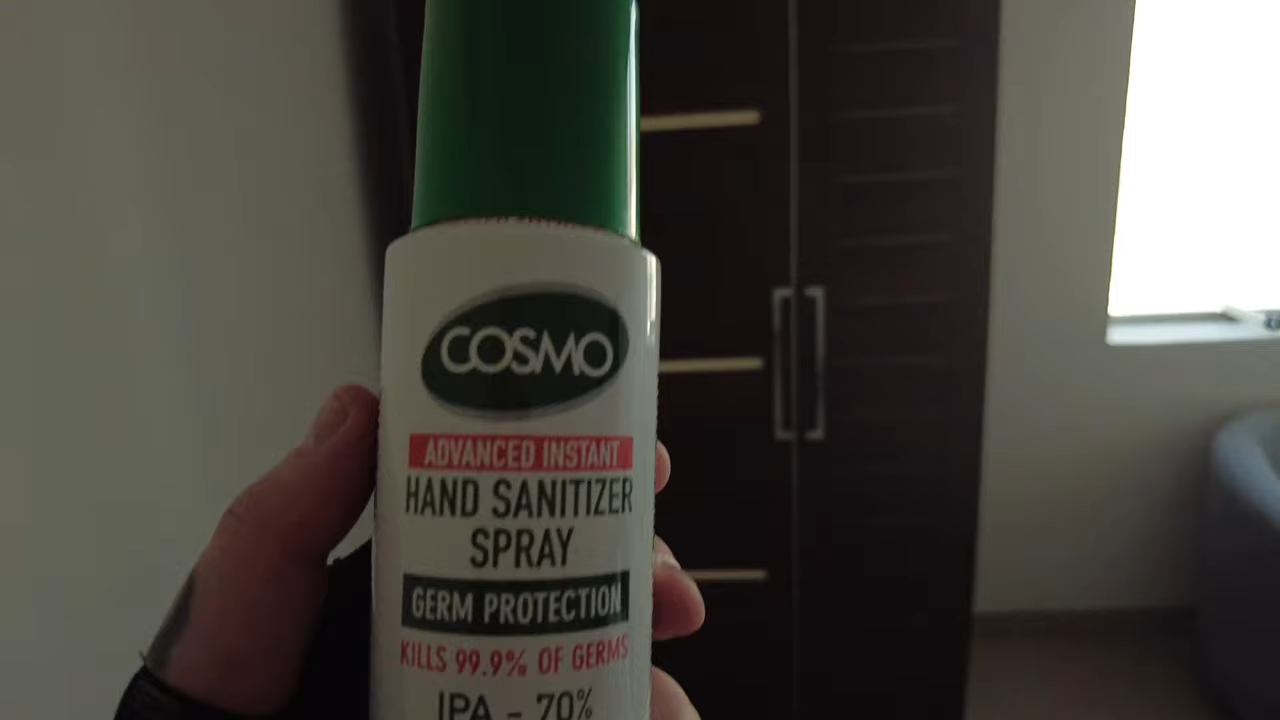 COSMO
ADVANCED INSTANT
HAND SANITIZER
SPRAY
GERM PROTECTION
KILLS 99.9% OF GERMS
IPA - 70%